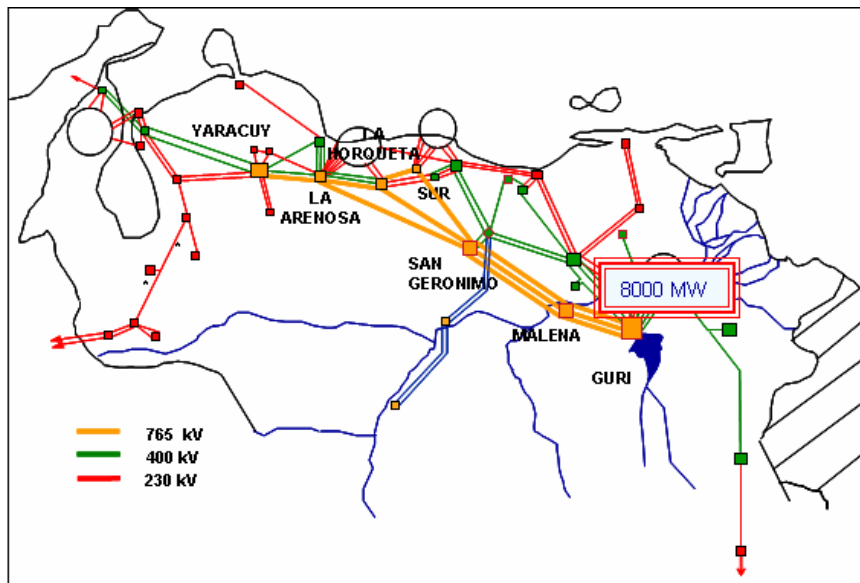 YARACUY
LA
HORQUETA
LA
ARENOSA
SUR
SAN
GERONIMO
8000 MW
MALENA
GURI
765 kV
400 kV
230 kV